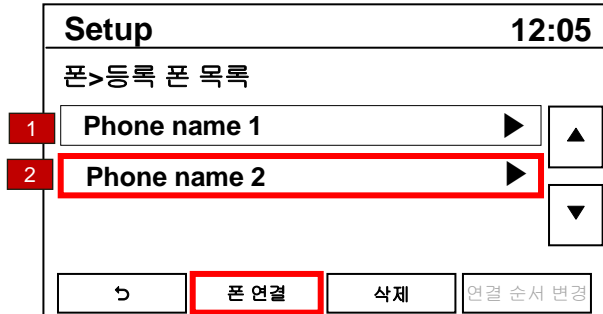 Setup 12:05
폰>등록 폰 목록
1 Phone name 1 ▶ ▲
2 Phone name 2 ▶
▼
폰 연결 삭제 연결 순서 변경